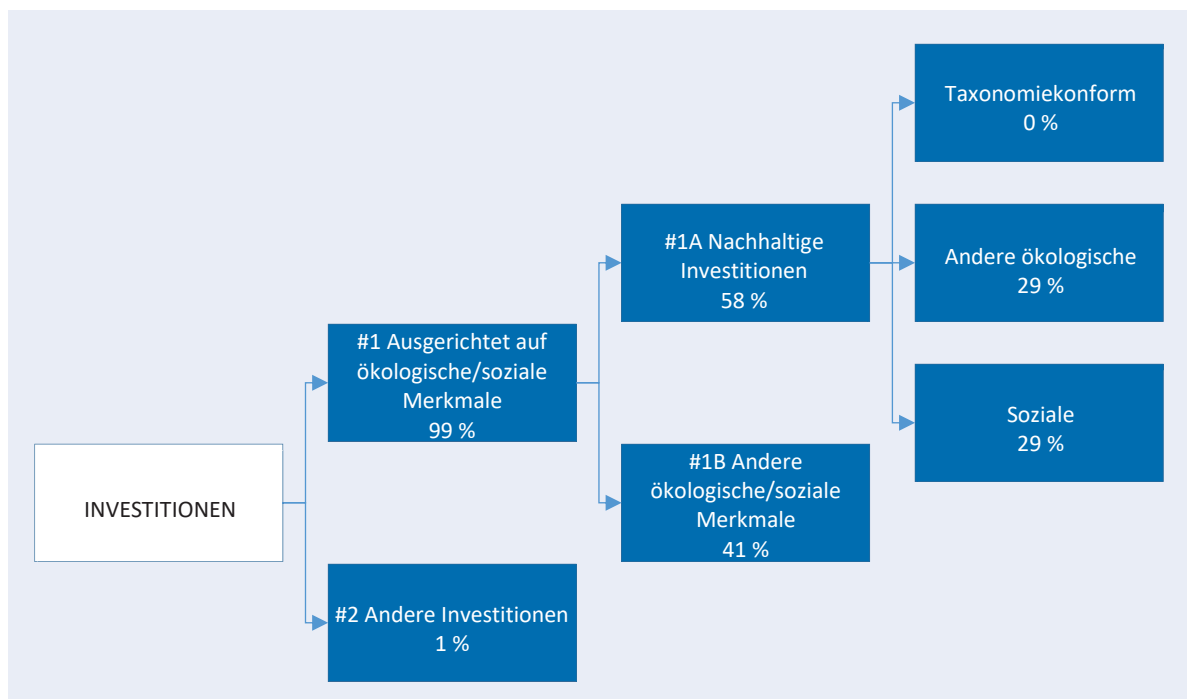 INVESTITIONEN
#1 Ausgerichtet auf
ökologische/soziale
Merkmale
99 %
#2 Andere Investitionen
1 %
#1A Nachhaltige
Investitionen
58 %
#1B Andere
ökologische/soziale
Merkmale
41 %
Taxonomiekonform
0 %
Andere ökologische
29 %
Soziale
29 %